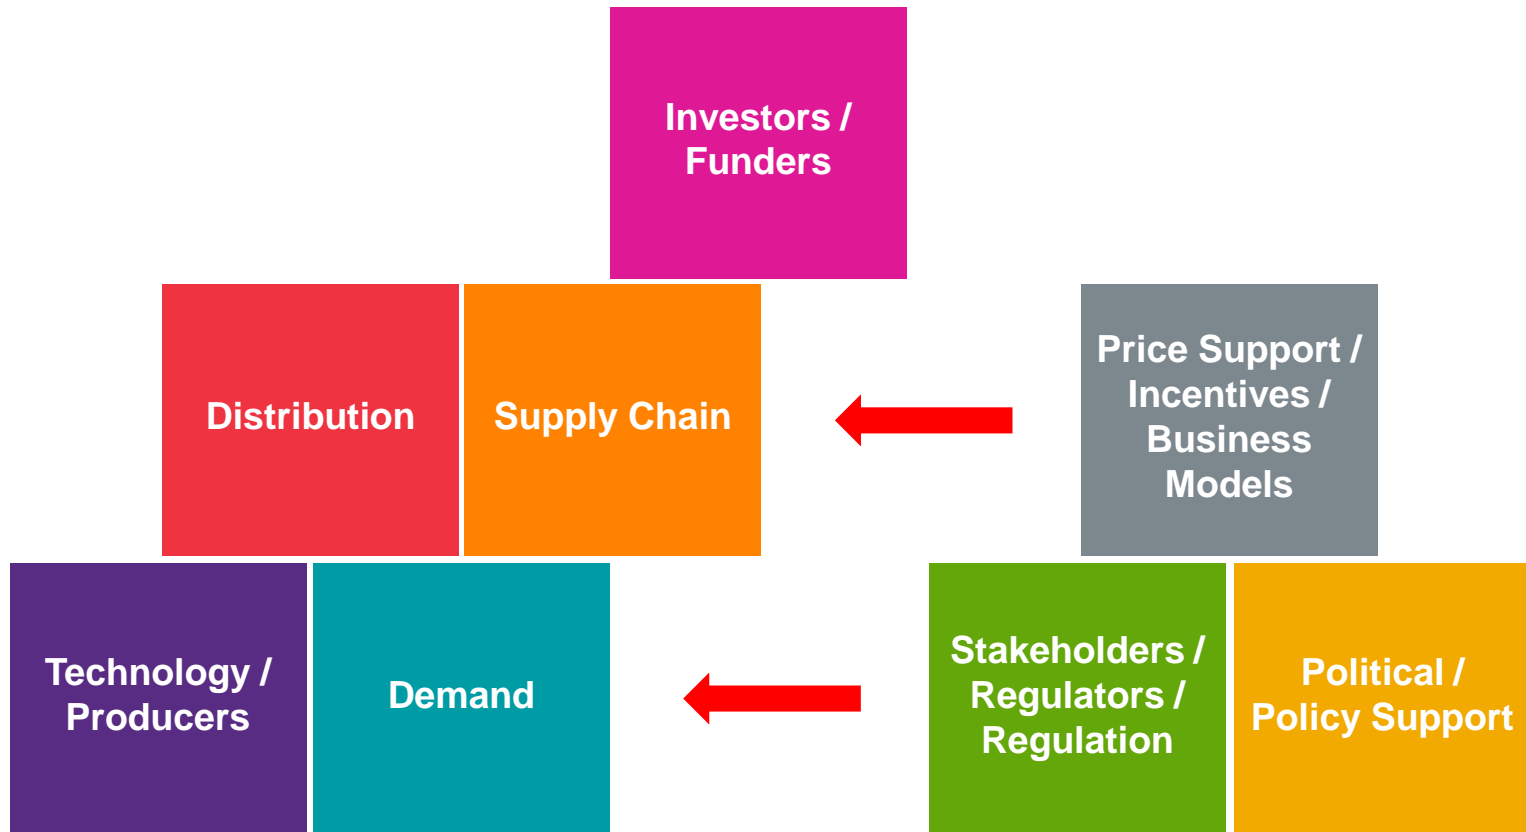 Investors /
Funders
Distribution
Supply Chain
Price Support /
Incentives /
Business
Models
Technology /
Producers
Demand
Stakeholders /
Regulators /
Regulation
Political /
Policy Support